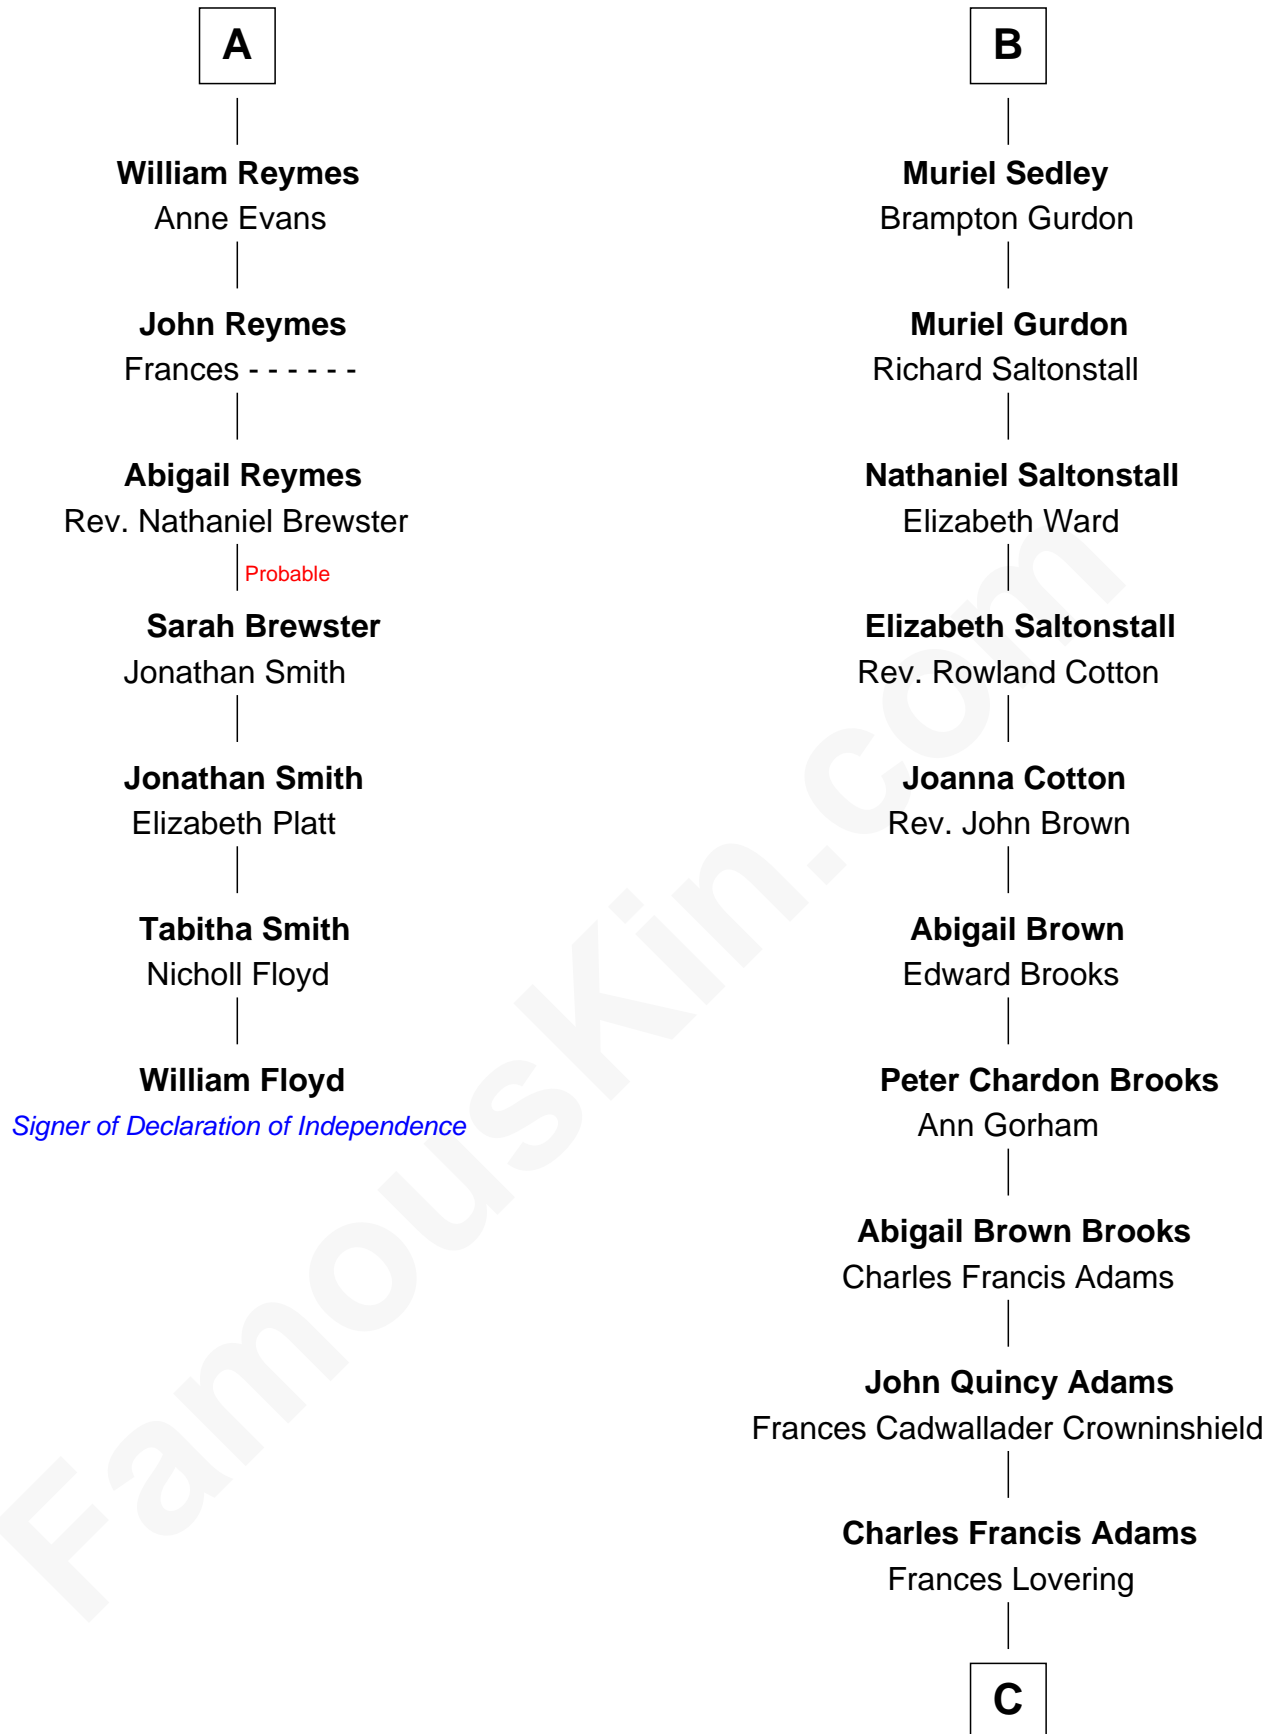 A
William Reymes
Anne Evans
John Reymes
Frances - - - - - -
Abigail Reymes
Rev. Nathaniel Brewster
Probable
Sarah Brewster
Jonathan Smith
Jonathan Smith
Elizabeth Platt
Tabitha Smith
Nicholl Floyd
William Floyd
Signer of Declaration of Independence
B
Muriel Sedley
Brampton Gurdon
Muriel Gurdon
Richard Saltonstall
Nathaniel Saltonstall
Elizabeth Ward
Elizabeth Saltonstall
Rev. Rowland Cotton
Joanna Cotton
Rev. John Brown
Abigail Brown
Edward Brooks
Peter Chardon Brooks
Ann Gorham
Abigail Brown Brooks
Charles Francis Adams
John Quincy Adams
Frances Cadwallader Crowninshield
Charles Francis Adams
Frances Lovering
C
FamousKin.com